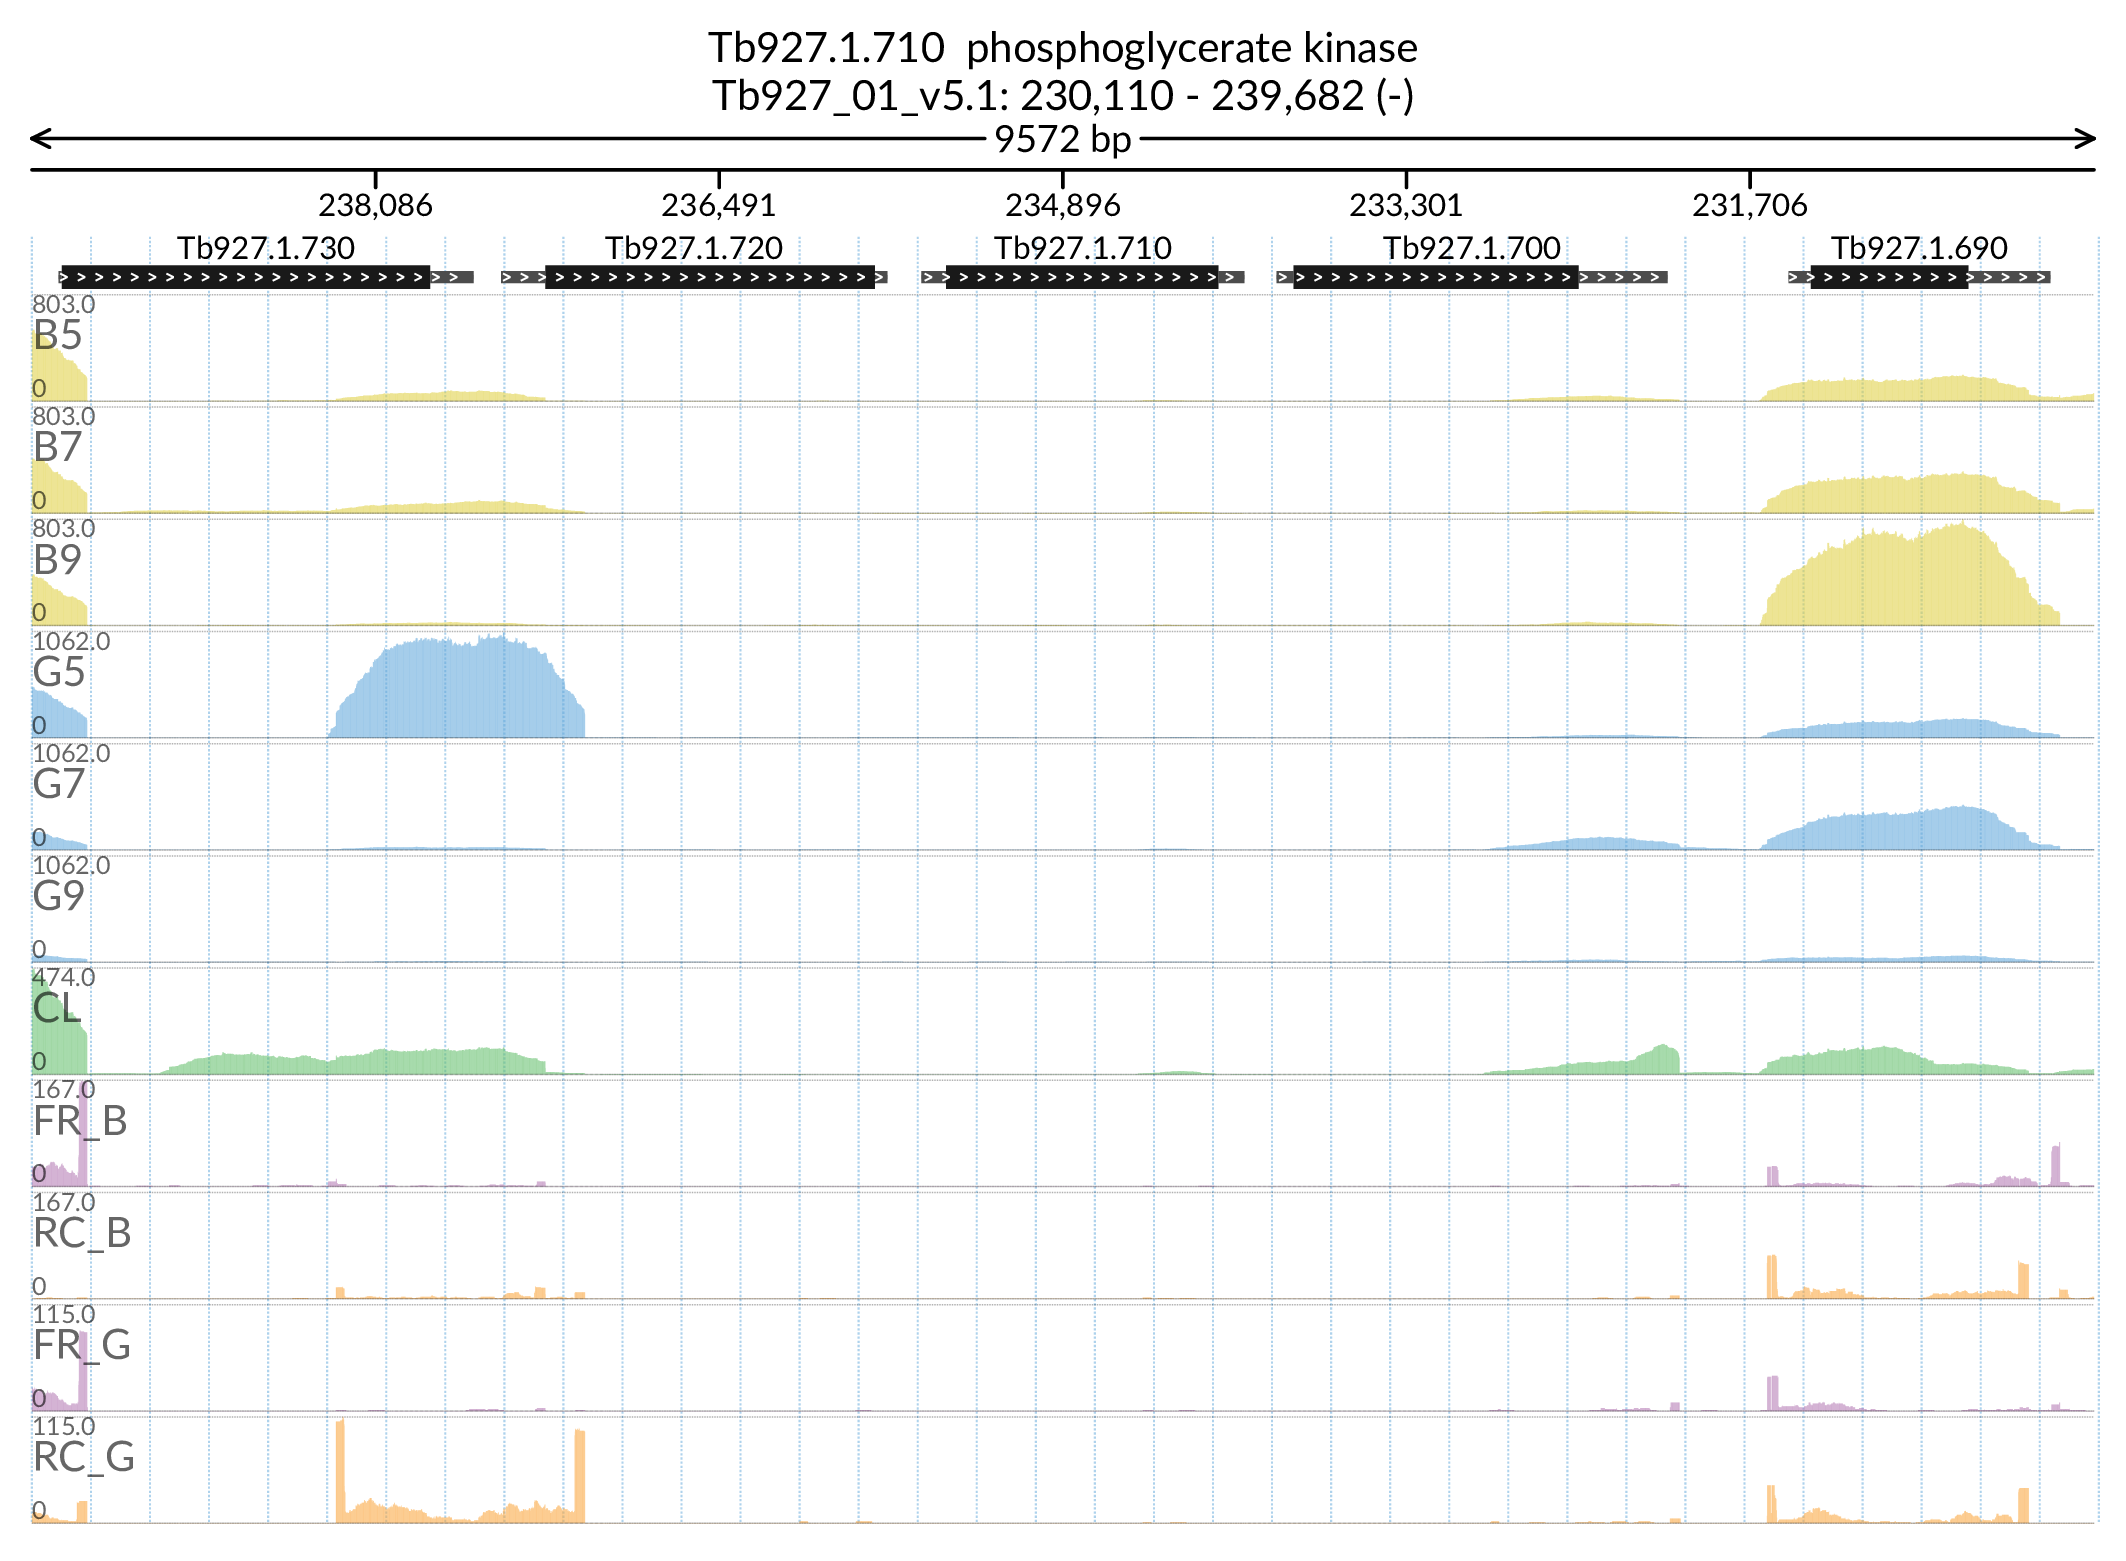 Tb927.1.710  phosphoglycerate kinase
Tb927_01_v5.1: 230,110 - 239,682 (-)
9572 bp
238,086 236,491 234,896 233,301 231,706
Tb927.1.730 Tb927.1.720 Tb927.1.710 Tb927.1.700 Tb927.1.690
803.0
B5
0
803.0
B7
0
803.0
B9
0
1062.0
G5
0
1062.0
G7
0
1062.0
G9
0
474.0
CL
0
167.0
FR_B
0
167.0
RC_B
0
115.0
FR_G
0
115.0
RC_G
0